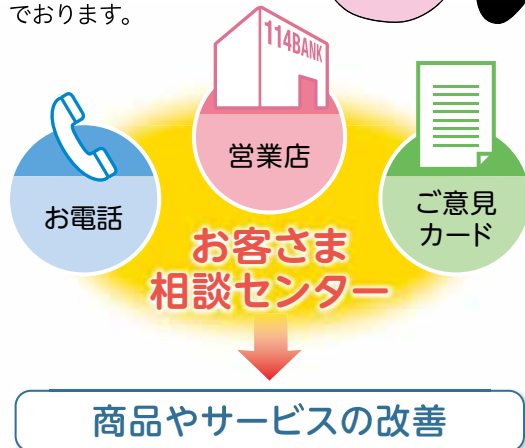 でおります。
114BANK
営業店
お電話
ご意見
カード
お客さま
相談センター
商品やサービスの改善